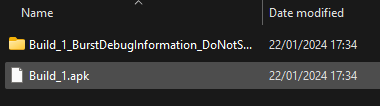 Name Date modified
Build_1_BurstDebugInformation_DoNotS... 22/01/2024 17:34
Build_1.apk 22/01/2024 17:34